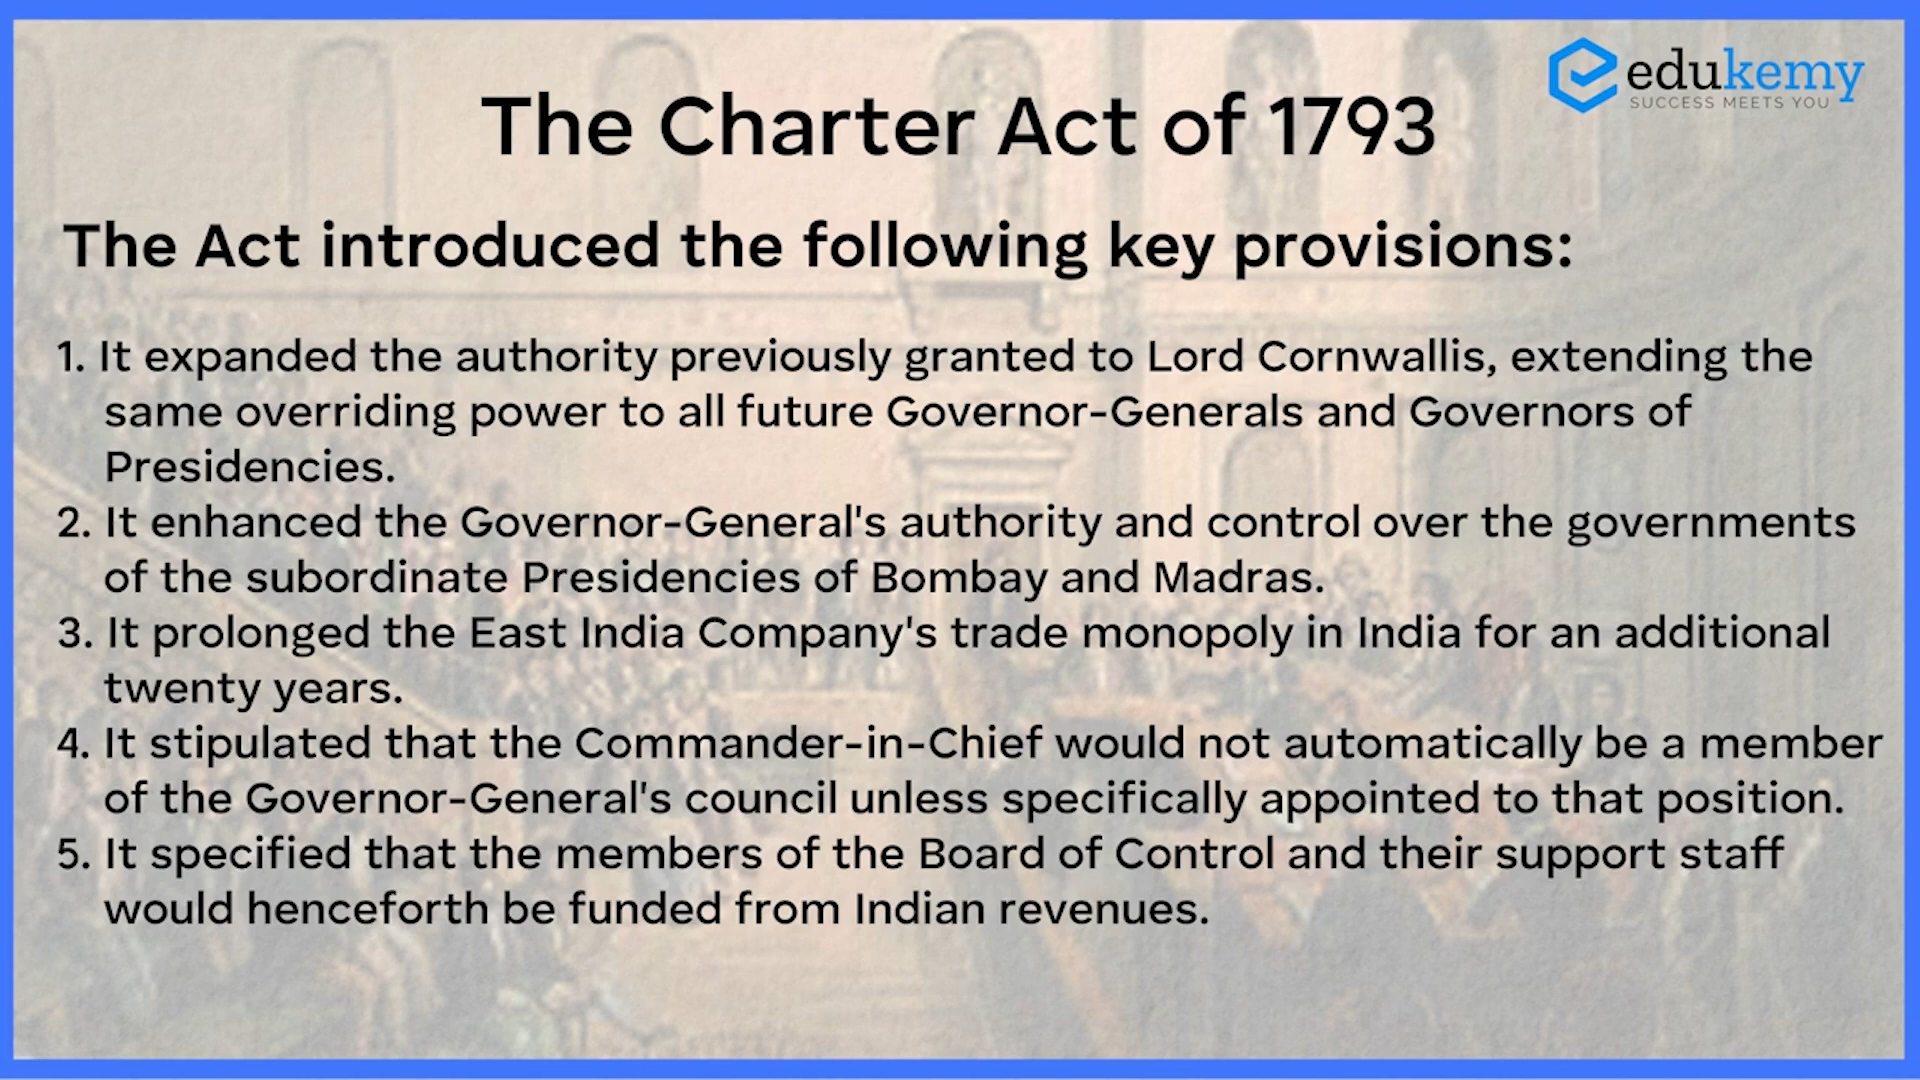 edukemy
SUCCESS MEETS YOU
The Charter Act of 1793
The Act introduced the following key provisions:
1. It expanded the authority previously granted to Lord Cornwallis, extending the
same overriding power to all future Governor-Generals and Governors of
Presidencies.
2. It enhanced the Governor-General's authority and control over the governments
of the subordinate Presidencies of Bombay and Madras.
3. It prolonged the East India Company's trade monopoly in India for an additional
twenty years.
4. It stipulated that the Commander-in-Chief would not automatically be a member
of the Governor-General's council unless specifically appointed to that position.
5. It specified that the members of the Board of Control and their support staff
would henceforth be funded from Indian revenues.